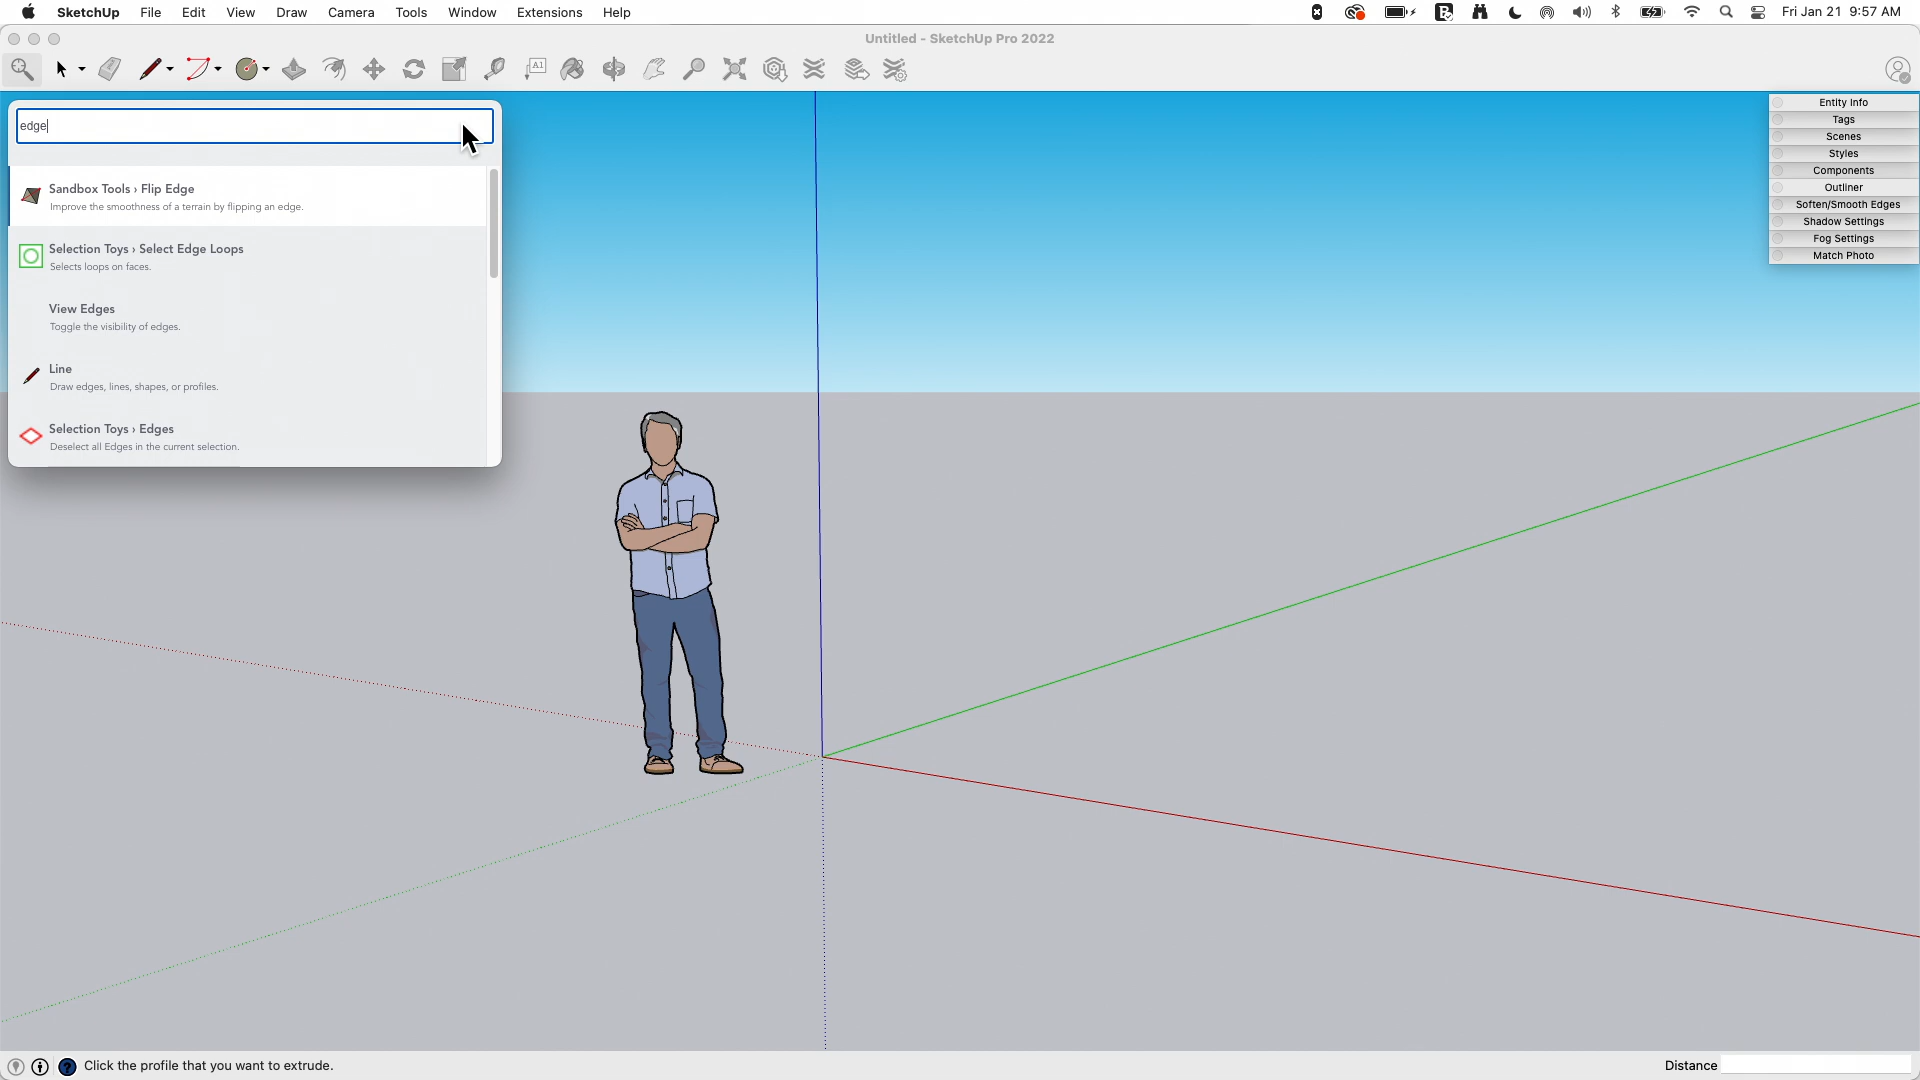 SketchUp File Edit View Draw Camera Tools Window Extensions Help Fri Jan 21 9:57 AM
Untitled - SketchUp Pro 2022
A1
edge
Sandbox Tools › Flip Edge
Improve the smoothness of a terrain by flipping an edge.
Selection Toys › Select Edge Loops
Selects loops on faces.
View Edges
Toggle the visibility of edges.
Line
Draw edges, lines, shapes, or profiles.
Selection Toys › Edges
Deselect all Edges in the current selection.
Entity Info
Tags
Scenes
Styles
Components
Outliner
Soften/Smooth Edges
Shadow Settings
Fog Settings
Match Photo
Click the profile that you want to extrude.
Distance